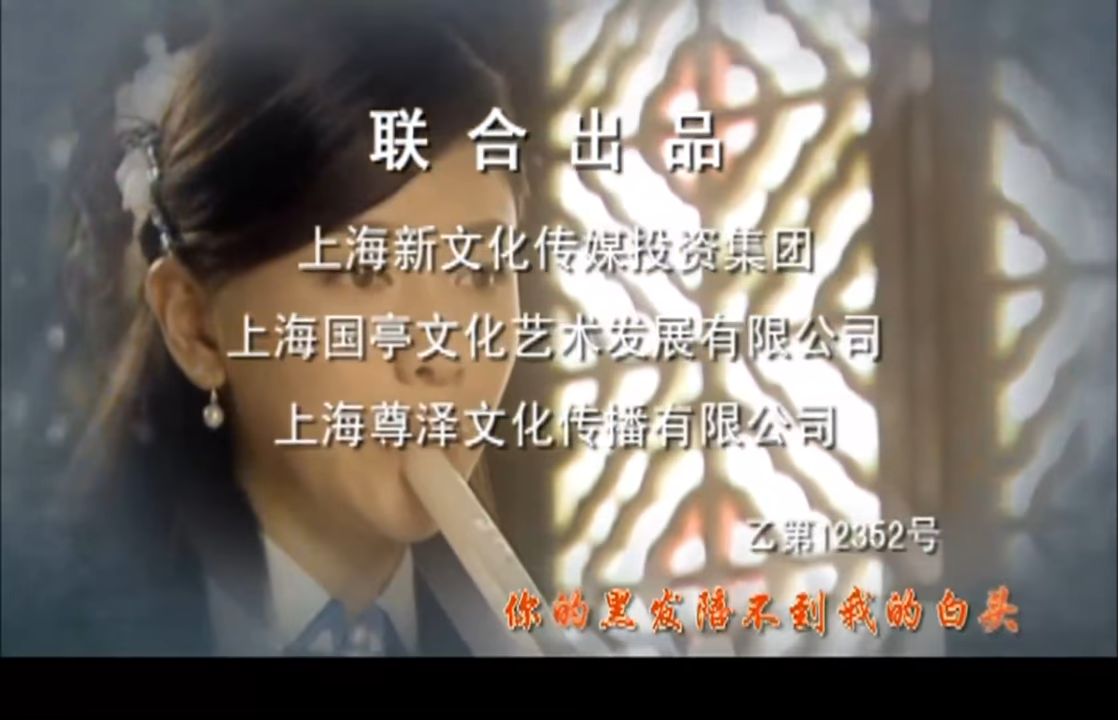 联合出品
上海新文化传媒投资集团
上海国亭文化艺术发展有限公司
上海尊泽文化传播有限公司
乙第12352号
你的黑发陪不到我的白头